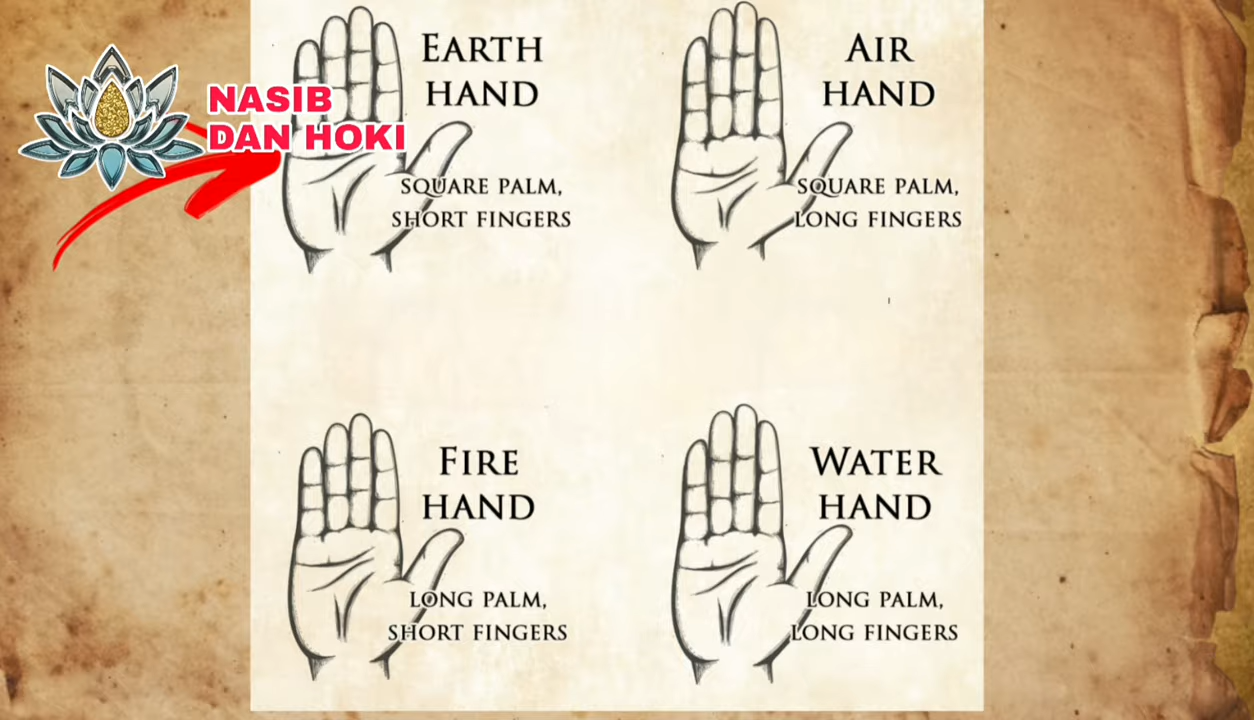 NASIB
DAN HOKI
EARTH
HAND
SQUARE PALM,
SHORT FINGERS
AIR
HAND
SQUARE PALM,
LONG FINGERS
FIRE
HAND
LONG PALM,
SHORT FINGERS
WATER
HAND
LONG PALM,
LONG FINGERS